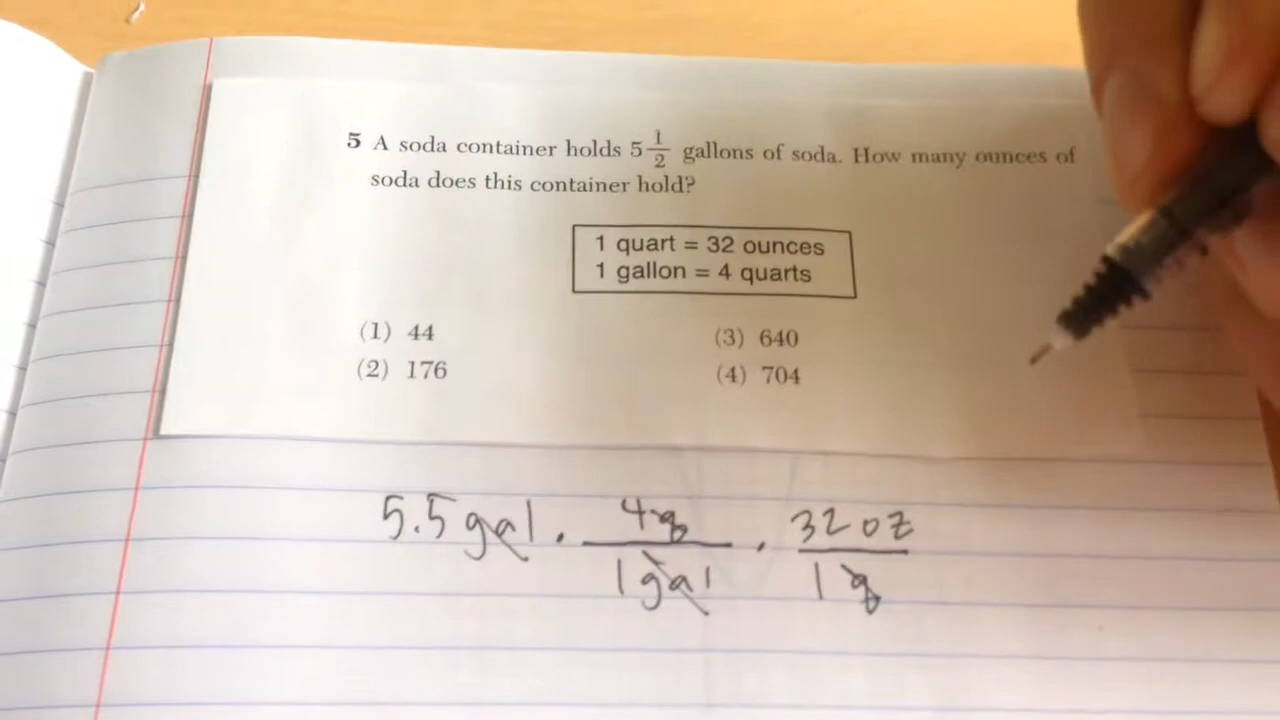 5 A soda container holds 5 1/2 gallons of soda. How many ounces of
soda does this container hold?
1 quart = 32 ounces
1 gallon = 4 quarts
(1) 44 (3) 640
(2) 176 (4) 704
5.5 gal . 4q/1 gal . 32 oz/1 q